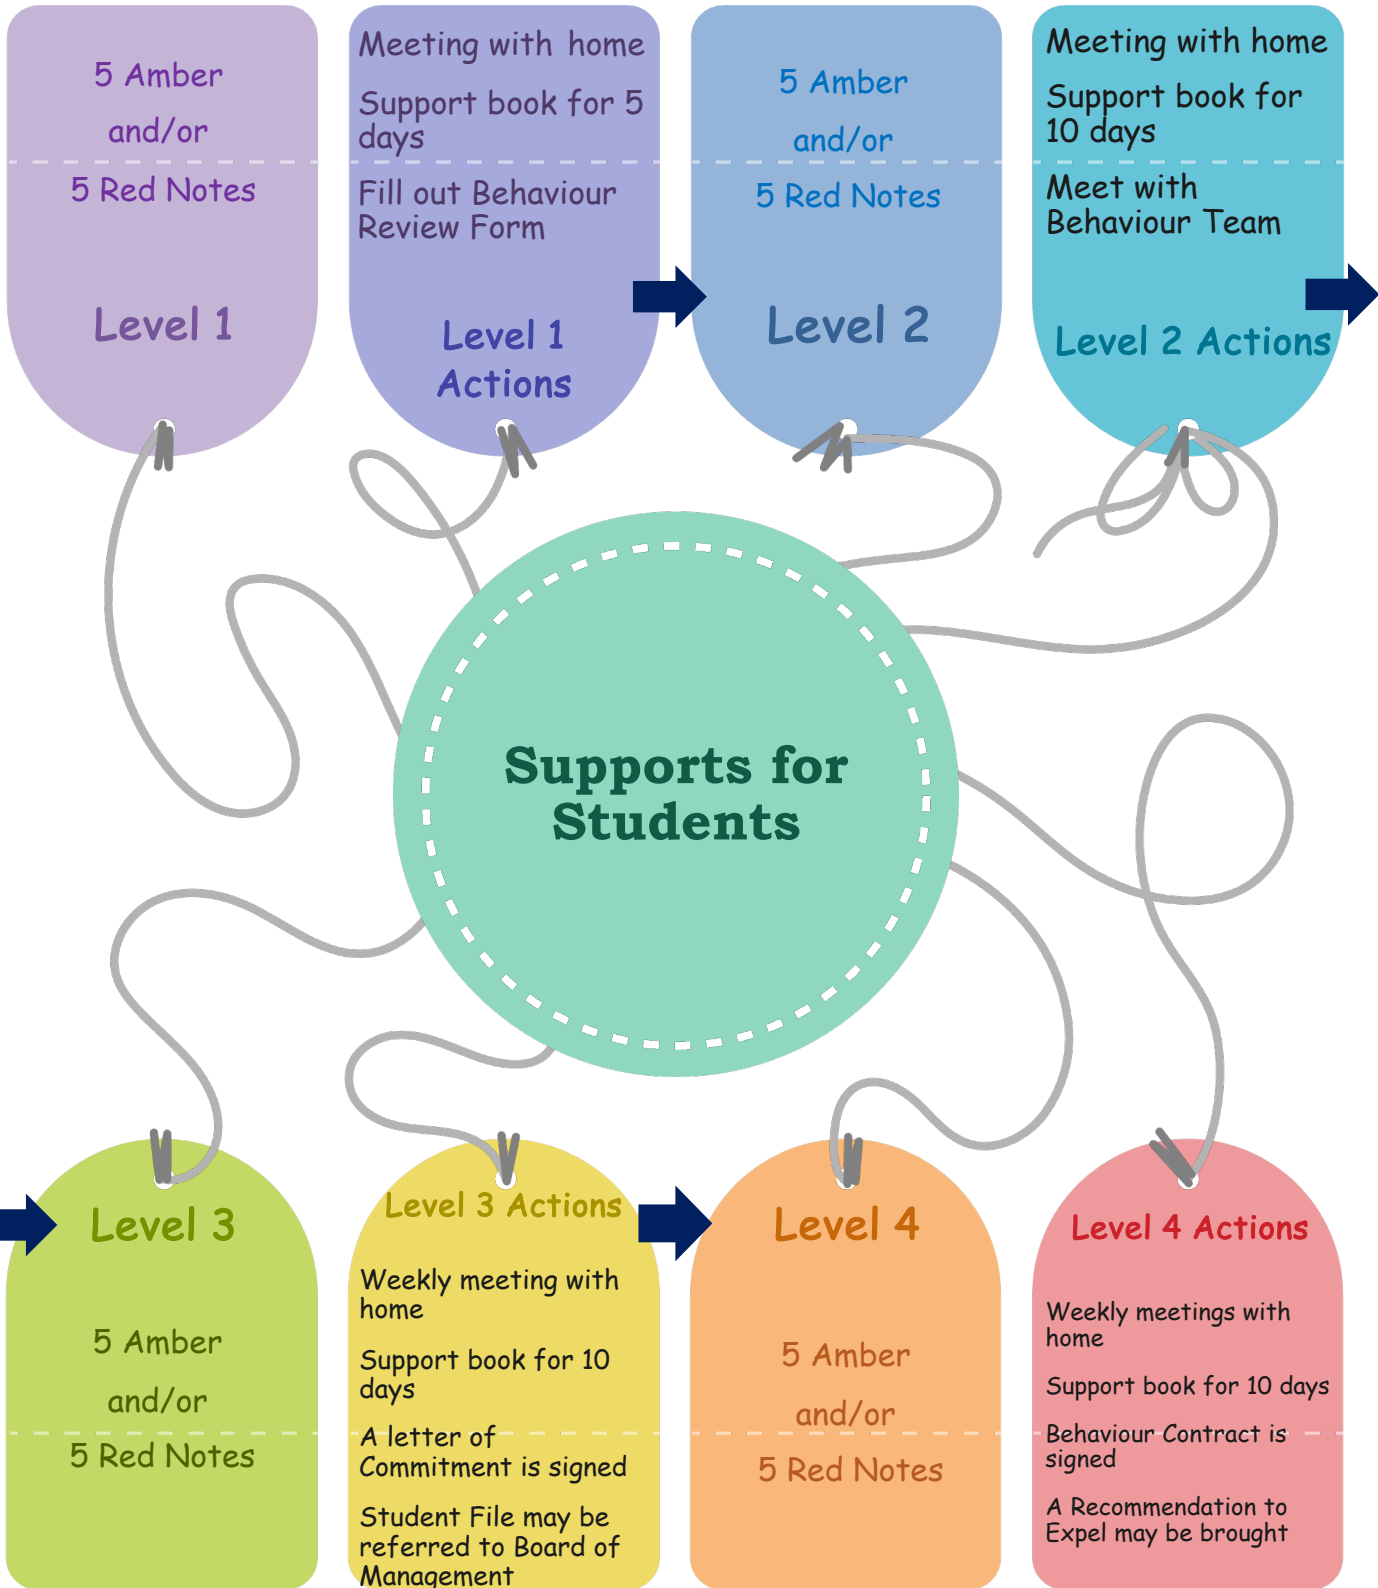 5 Amber
and/or
5 Red Notes
Level 1
Meeting with home
Support book for 5
days
Fill out Behaviour
Review Form
Level 1
Actions
5 Amber
and/or
5 Red Notes
Level 2
Meeting with home
Support book for
10 days
Meet with
Behaviour Team
Level 2 Actions
Supports for
Students
Level 3
5 Amber
and/or
5 Red Notes
Level 3 Actions
Weekly meeting with
home
Support book for 10
days
A letter of
Commitment is signed
Student File may be
referred to Board of
Management
Level 4
5 Amber
and/or
5 Red Notes
Level 4 Actions
Weekly meetings with
home
Support book for 10 days
Behaviour Contract is
signed
A Recommendation to
Expel may be brought